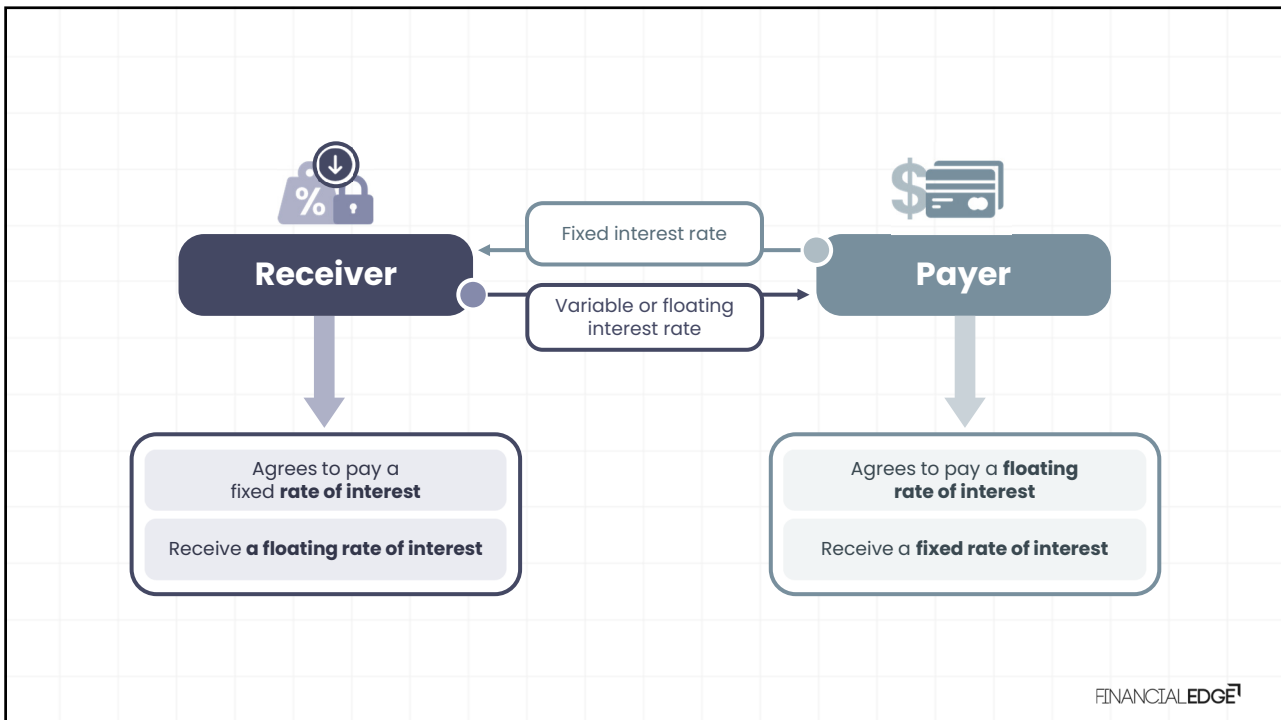 %
$
Fixed interest rate
Receiver
Payer
Variable or floating
interest rate
Agrees to pay a
fixed rate of interest
Receive a floating rate of interest
Agrees to pay a floating
rate of interest
Receive a fixed rate of interest
FINANCIALEDGE